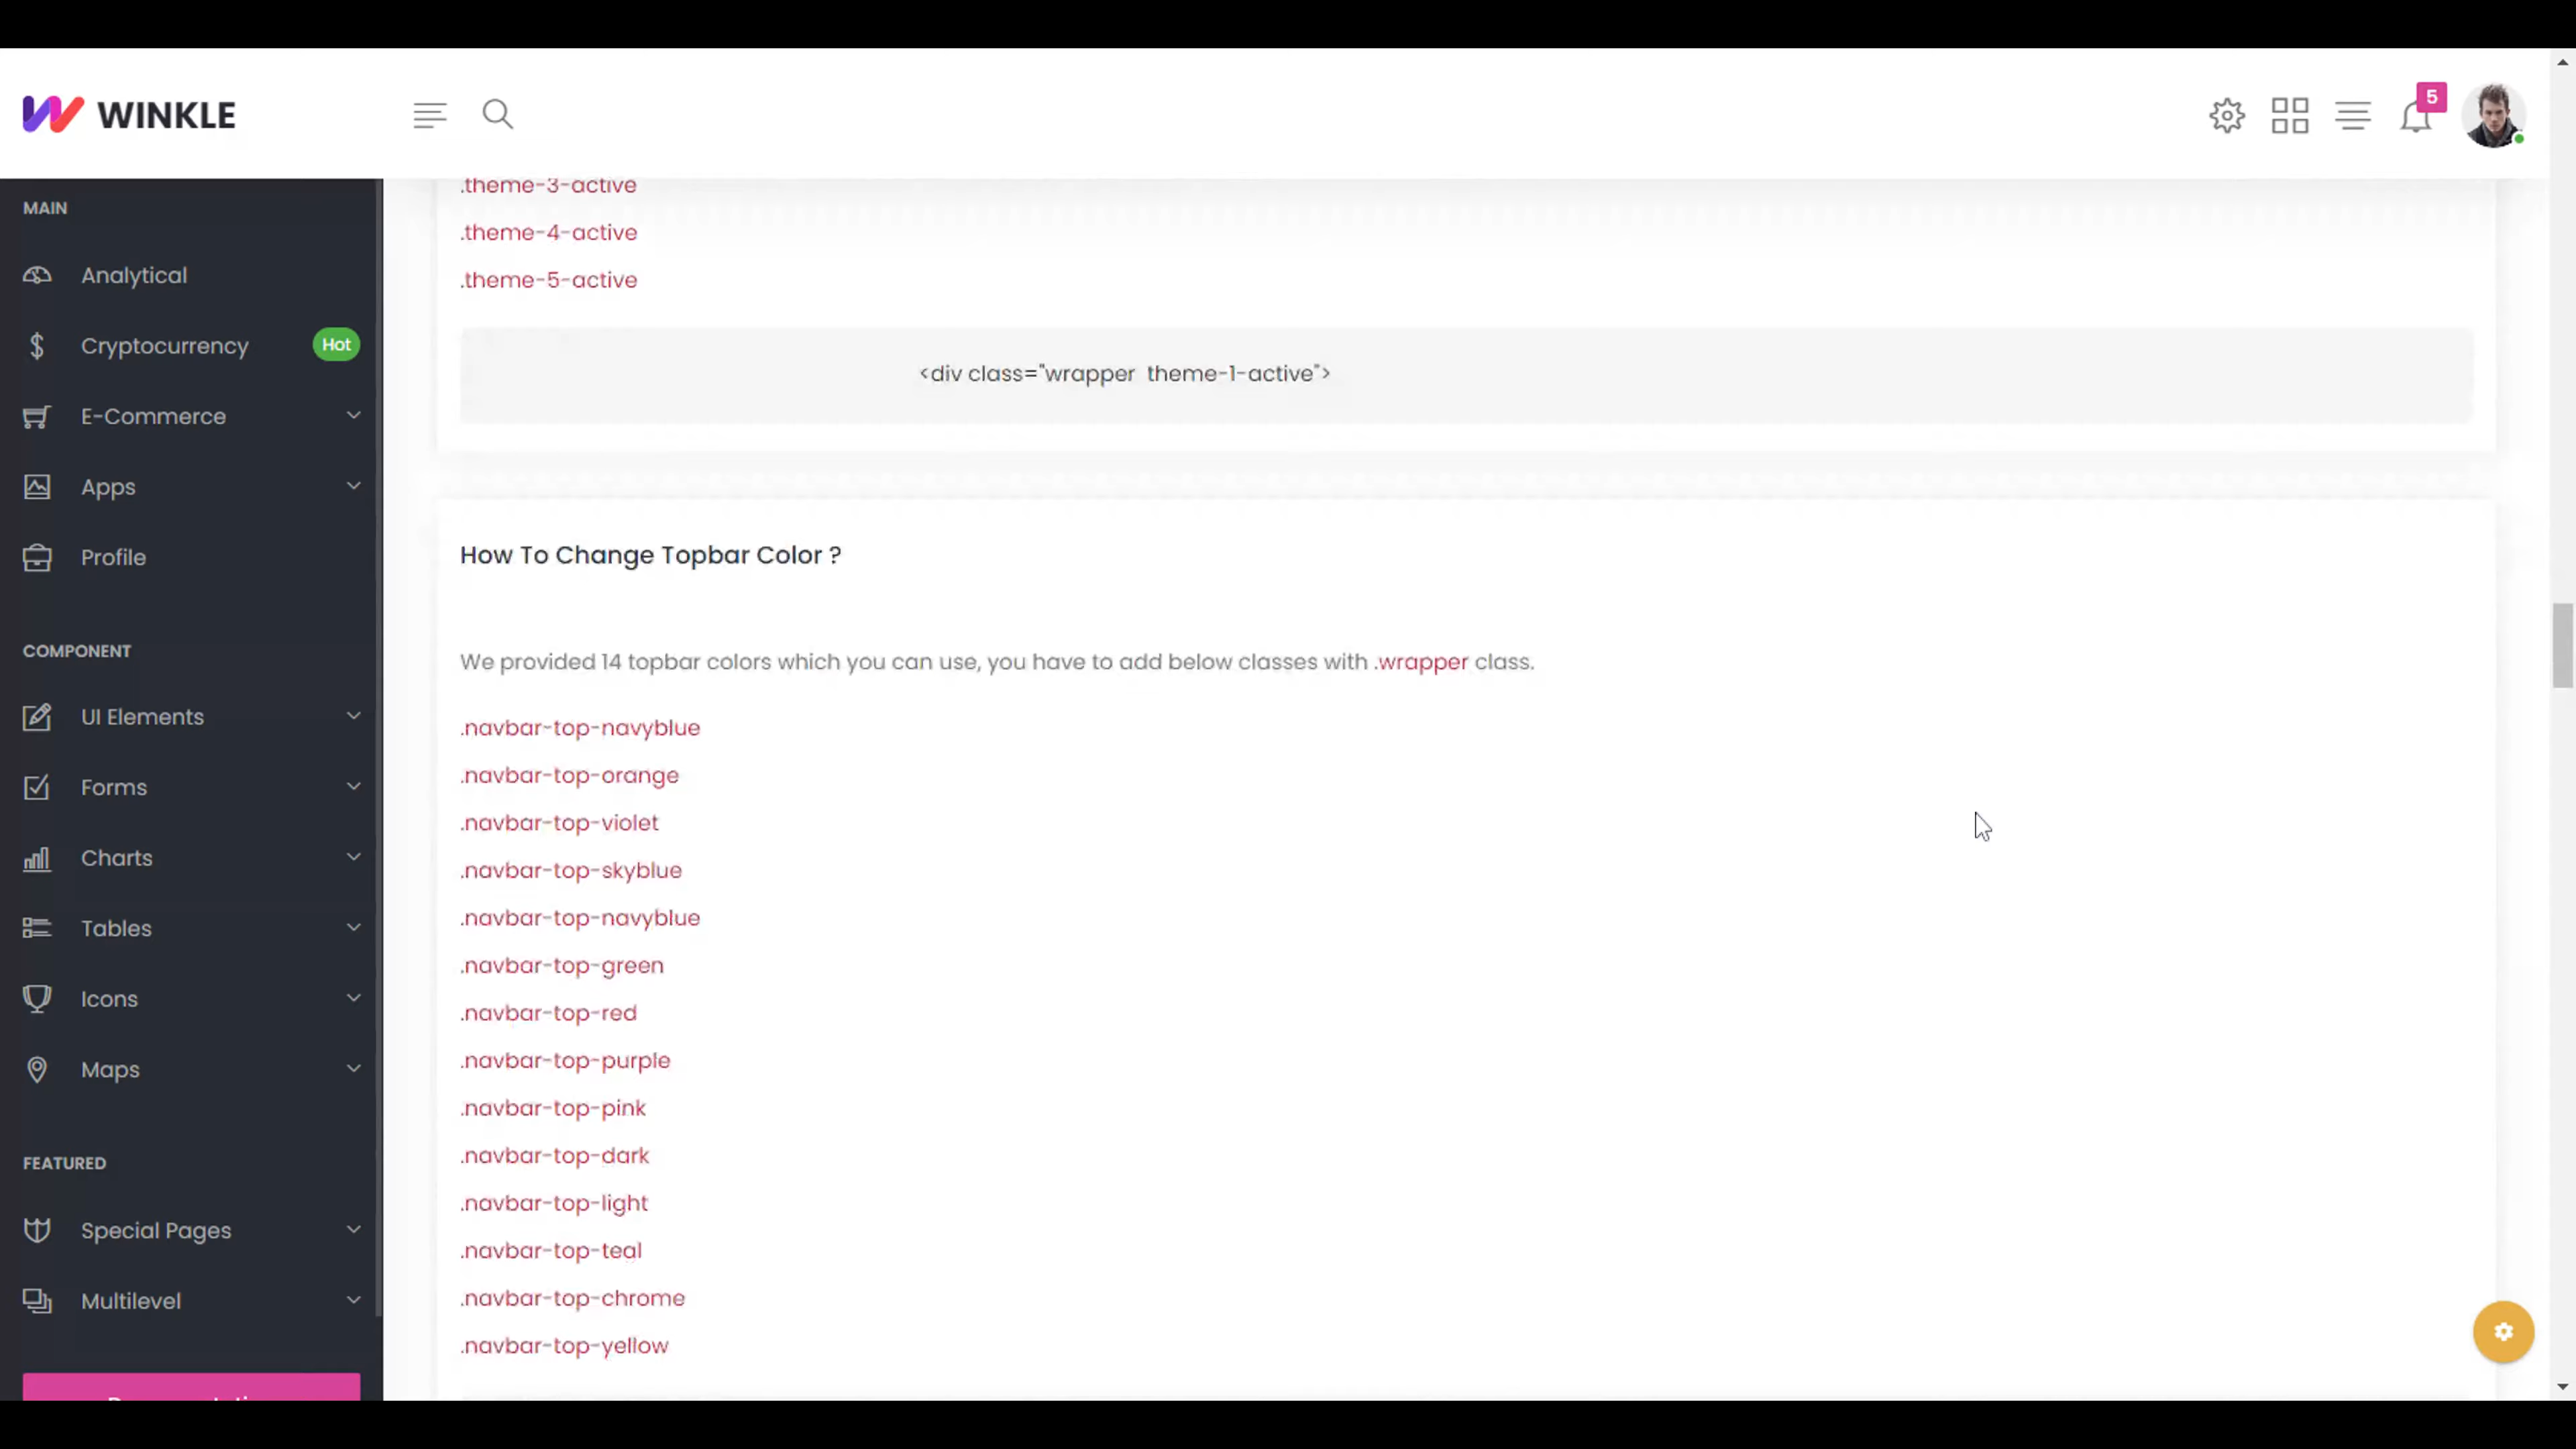 WINKLE
5
MAIN
Analytical
Cryptocurrency Hot
E-Commerce
Apps
Profile
COMPONENT
UI Elements
Forms
Charts
Tables
Icons
Maps
FEATURED
Special Pages
Multilevel
.theme-3-active
.theme-4-active
.theme-5-active
<div class="wrapper  theme-1-active">
How To Change Topbar Color ?
We provided 14 topbar colors which you can use, you have to add below classes with .wrapper class.
.navbar-top-navyblue
.navbar-top-orange
.navbar-top-violet
.navbar-top-skyblue
.navbar-top-navyblue
.navbar-top-green
.navbar-top-red
.navbar-top-purple
.navbar-top-pink
.navbar-top-dark
.navbar-top-light
.navbar-top-teal
.navbar-top-chrome
.navbar-top-yellow